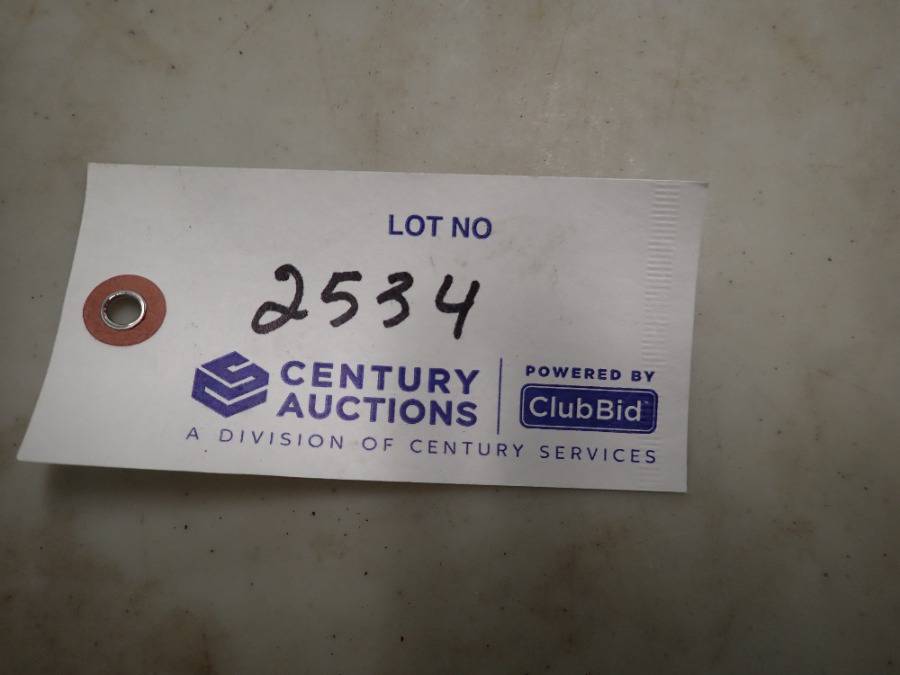 LOT NO
2534
CENTURY AUCTIONS
POWERED BY
ClubBid
A DIVISION OF CENTURY SERVICES